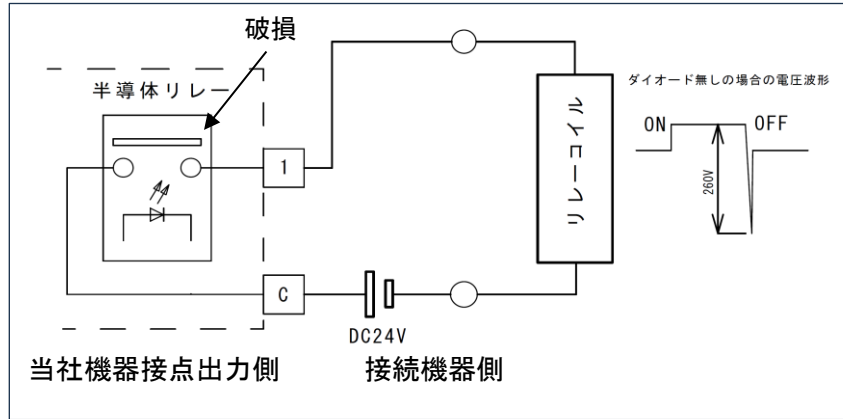 破損
半導体リレー
ダイオード無しの場合の電圧波形
ON
OFF
260V
リレーコイル
1
C
DC24V
当社機器接点出力側
接続機器側